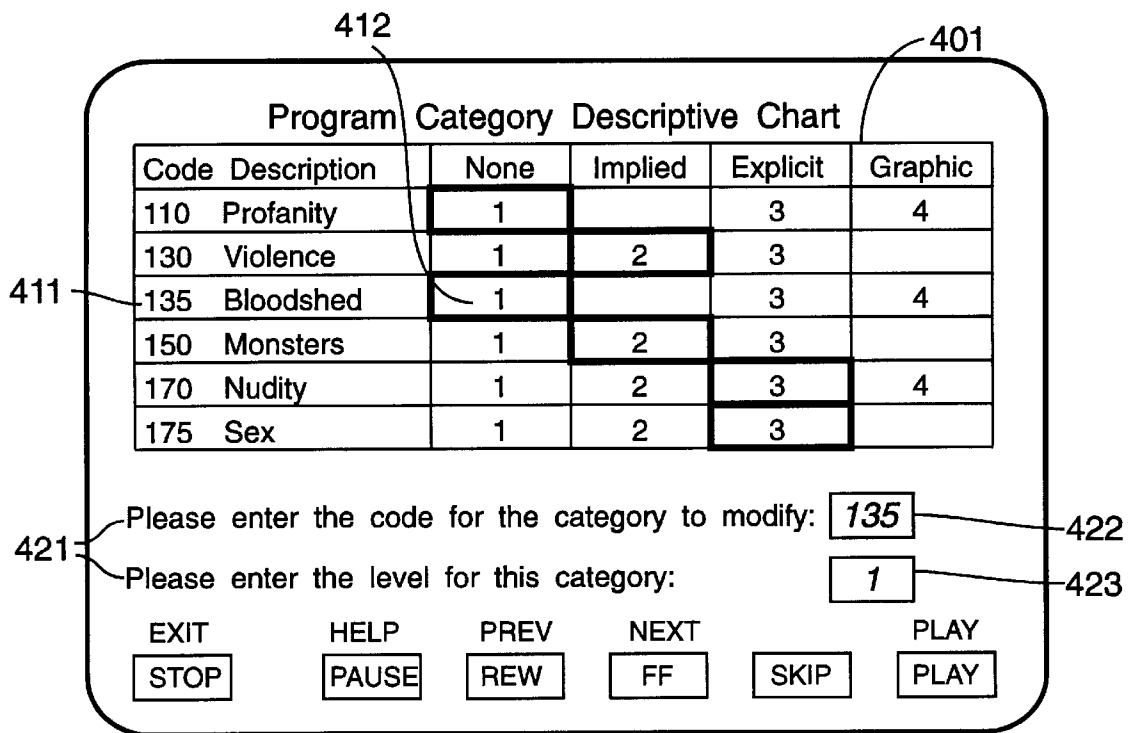 412
401
Program Category Descriptive Chart
Code Description None Implied Explicit Graphic
110 Profanity 1 3 4
130 Violence 1 2 3
411 135 Bloodshed 1 3 4
150 Monsters 1 2 3
170 Nudity 1 2 3 4
175 Sex 1 2 3
Please enter the code for the category to modify: 135 422
421
Please enter the level for this category: 1 423
EXIT HELP PREV NEXT PLAY
STOP PAUSE REW FF SKIP PLAY